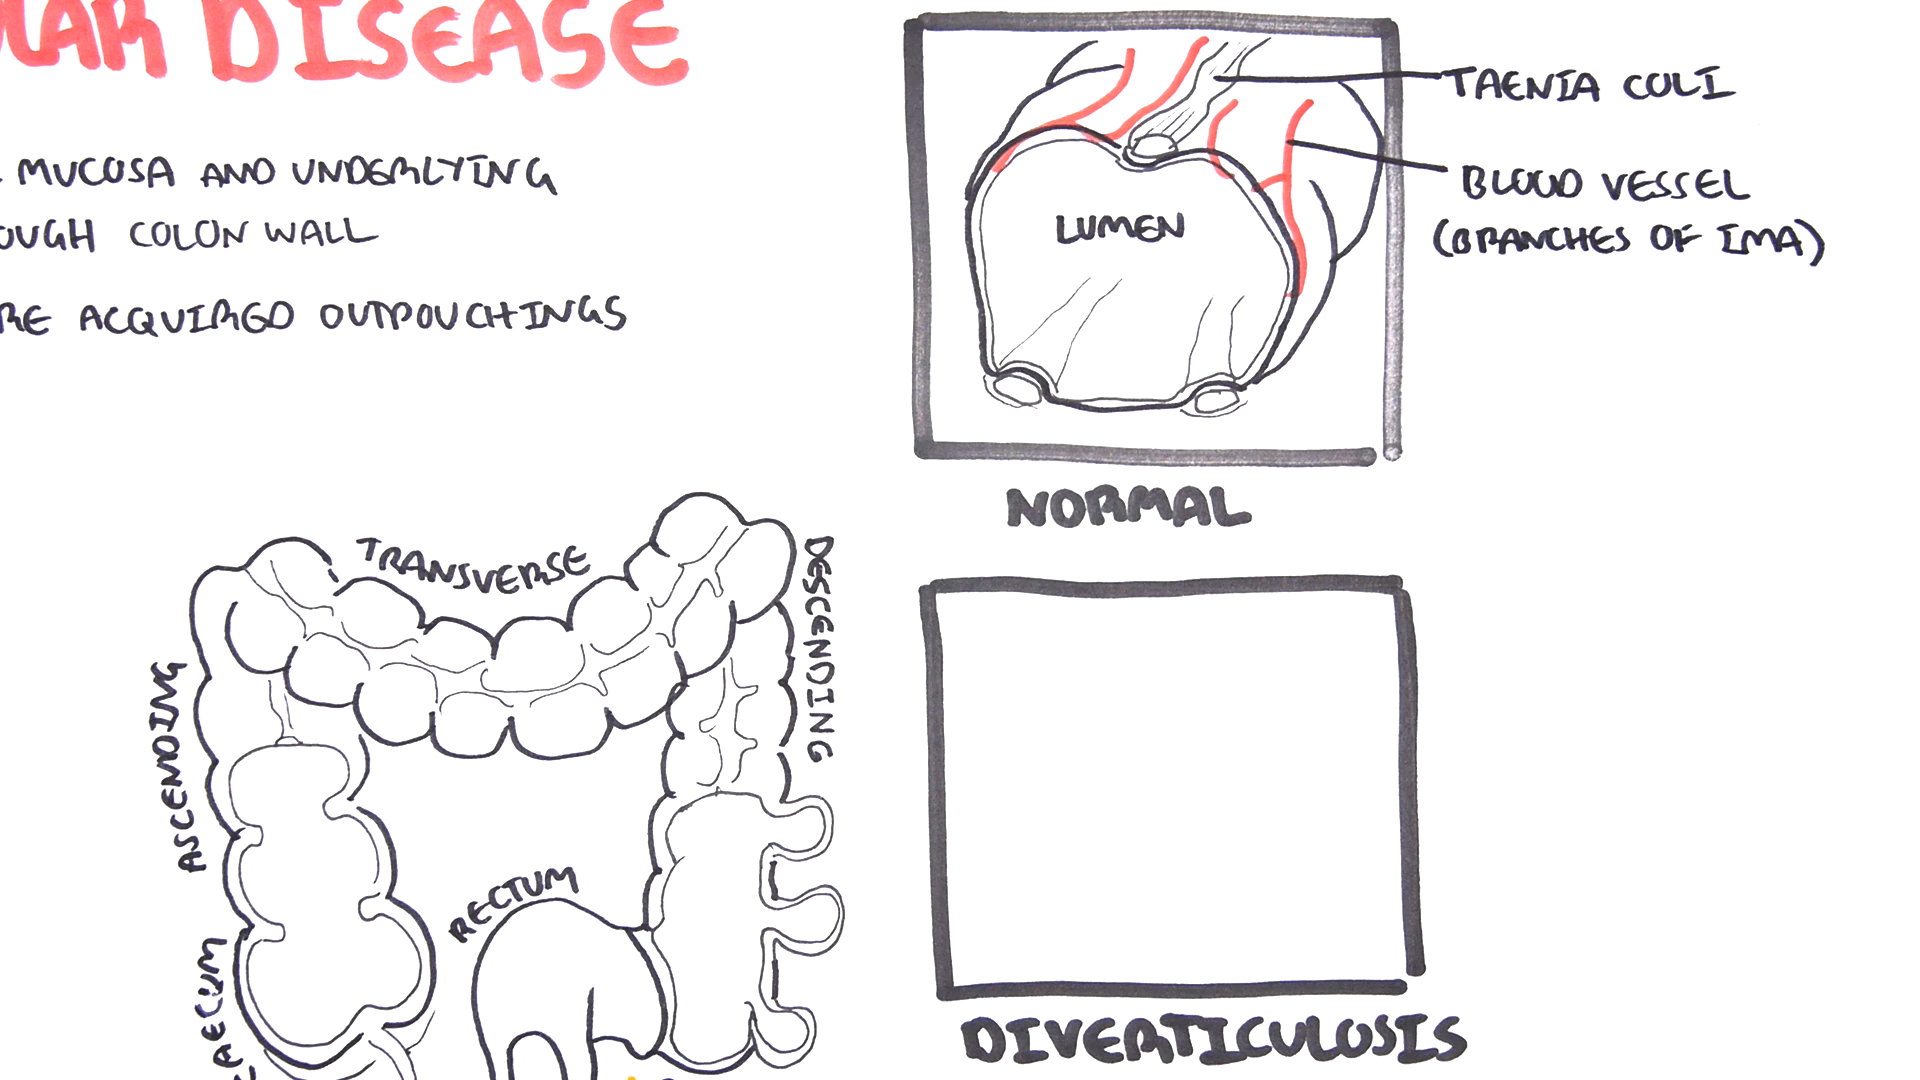 DISEASE
MUCOSA AND UNDERLYING
COLON WALL
ACQUIRED OUTPOUCHINGS
TAENIA COLI
BLOOD VESSEL
(BRANCHES OF IMA)
LUMEN
NORMAL
TRANSVERSE
DESCENDING
ASCENDING
RECTUM
DIVERTICULOSIS